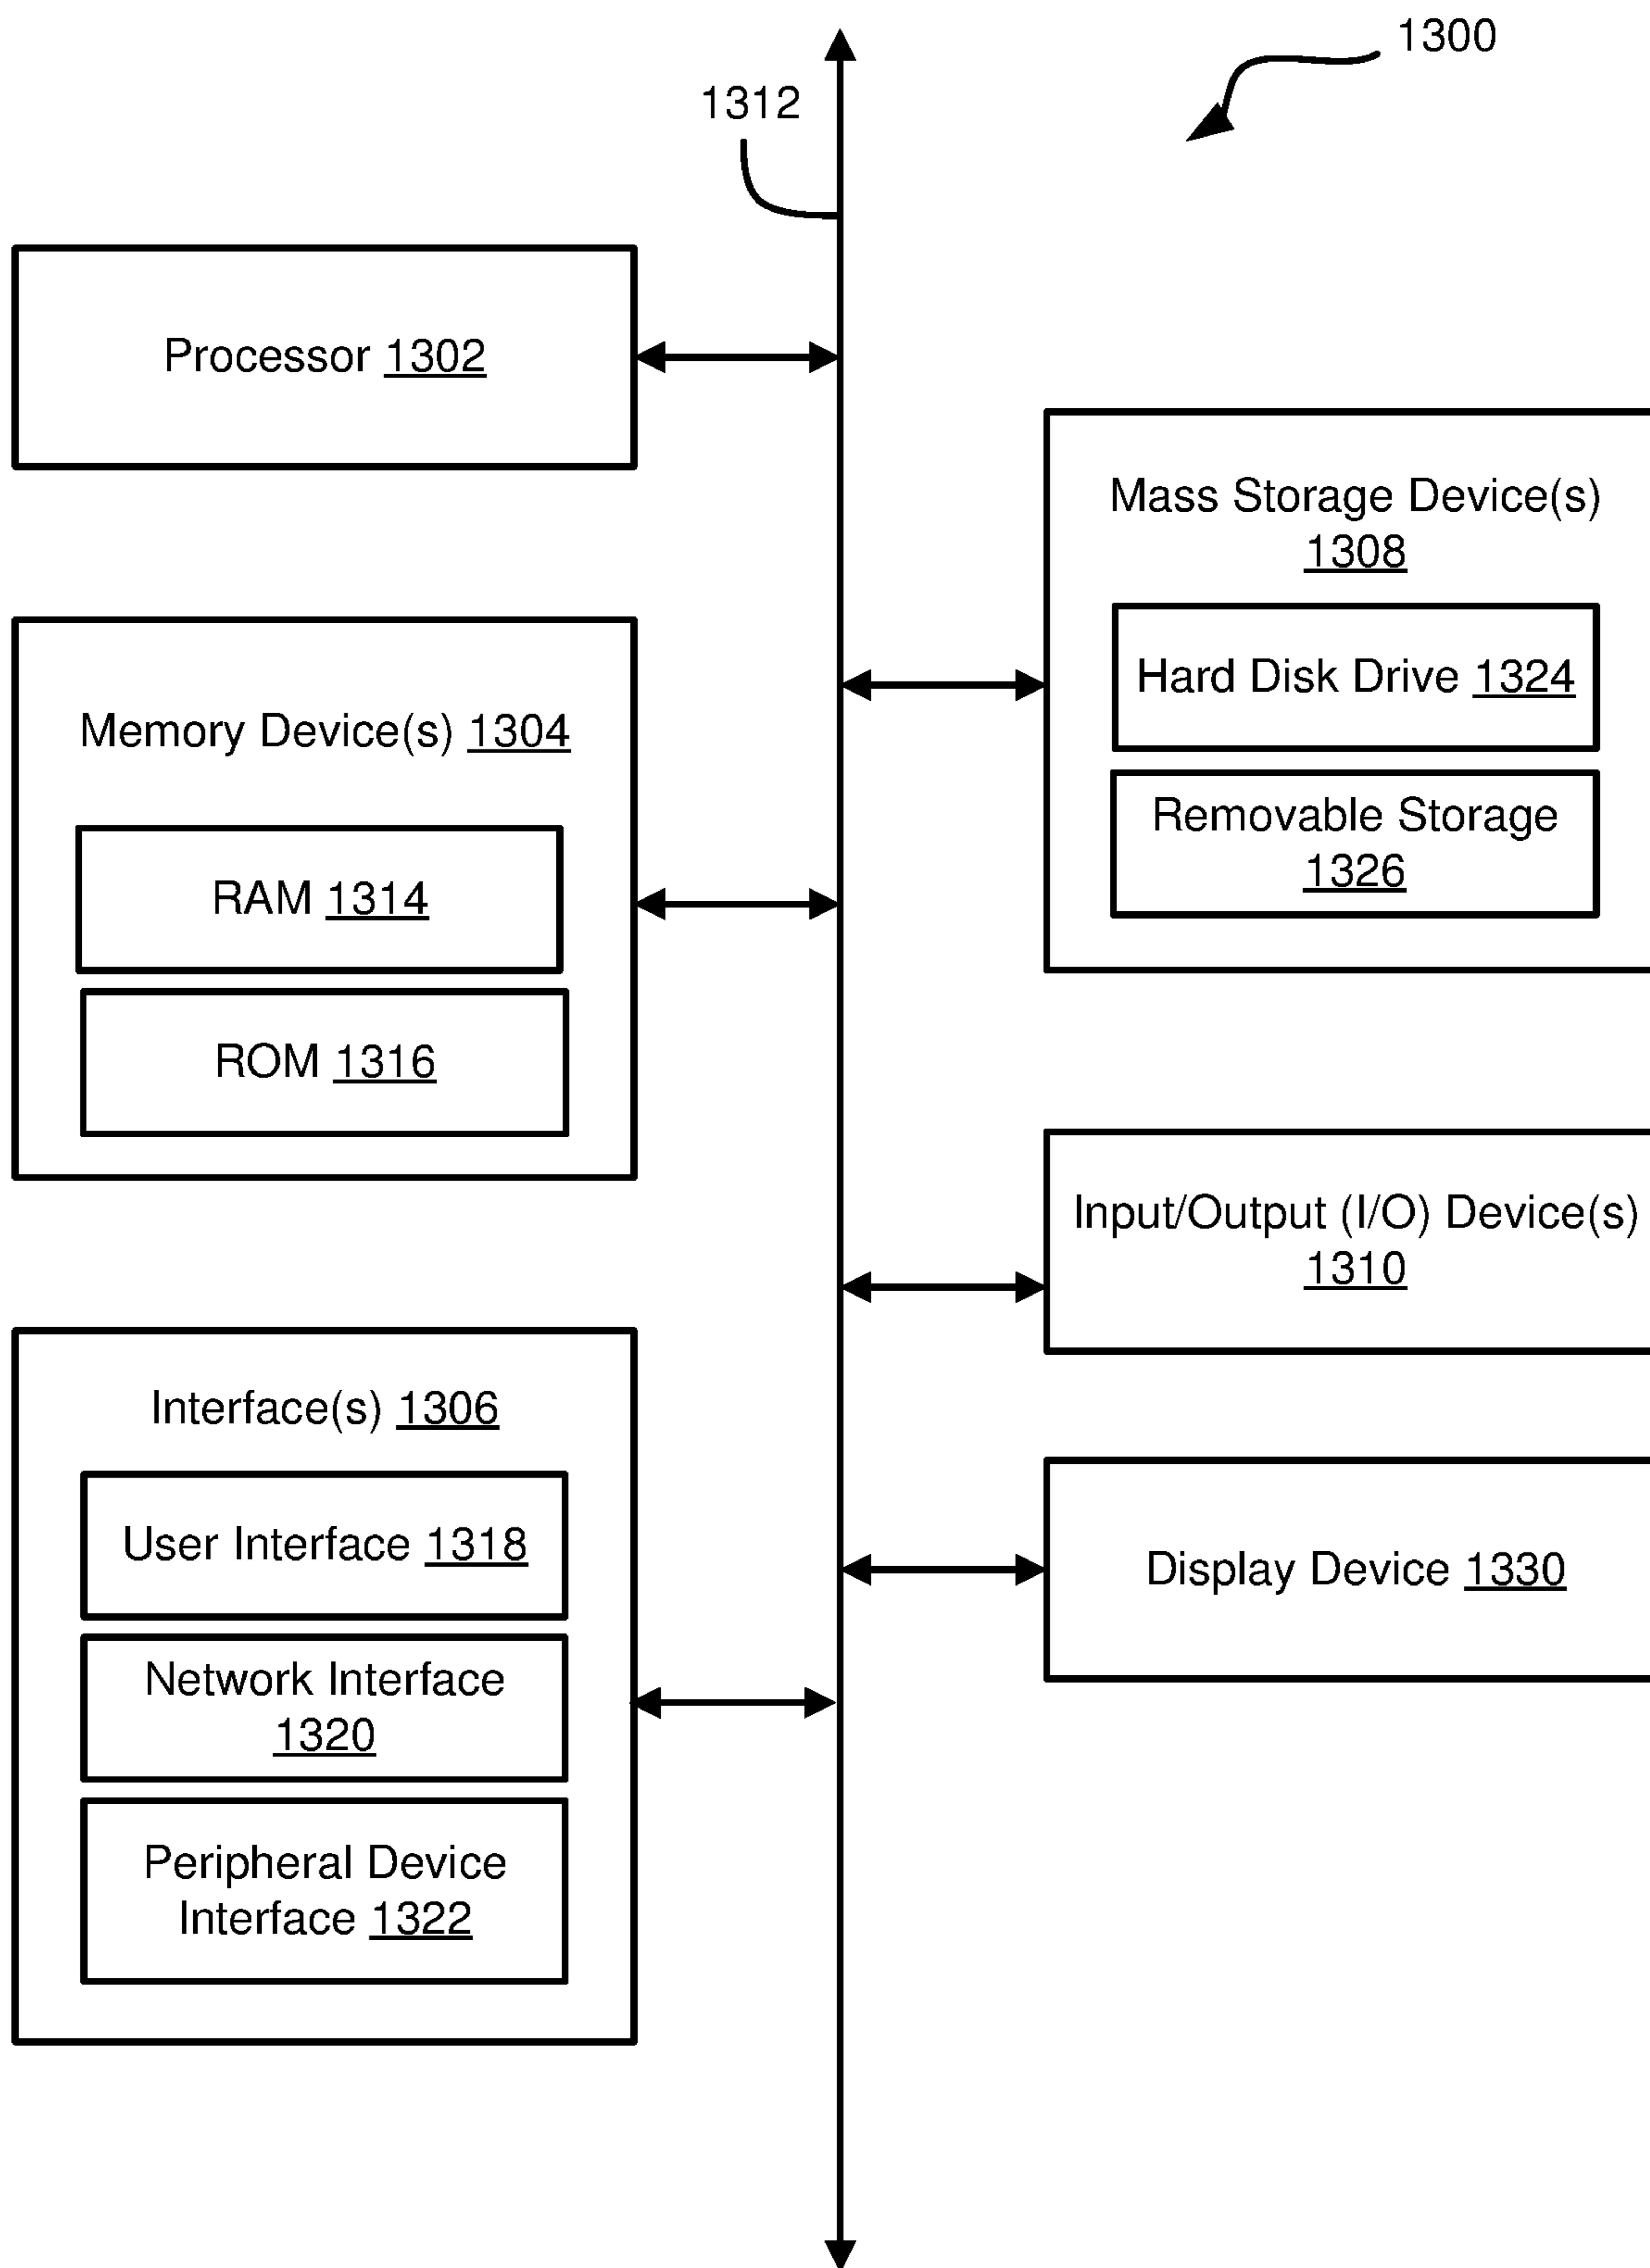 1300
1312
Processor 1302
Mass Storage Device(s)
1308
Hard Disk Drive 1324
Removable Storage
1326
Memory Device(s) 1304
RAM 1314
ROM 1316
Input/Output (I/O) Device(s)
1310
Interface(s) 1306
User Interface 1318
Network Interface
1320
Peripheral Device
Interface 1322
Display Device 1330